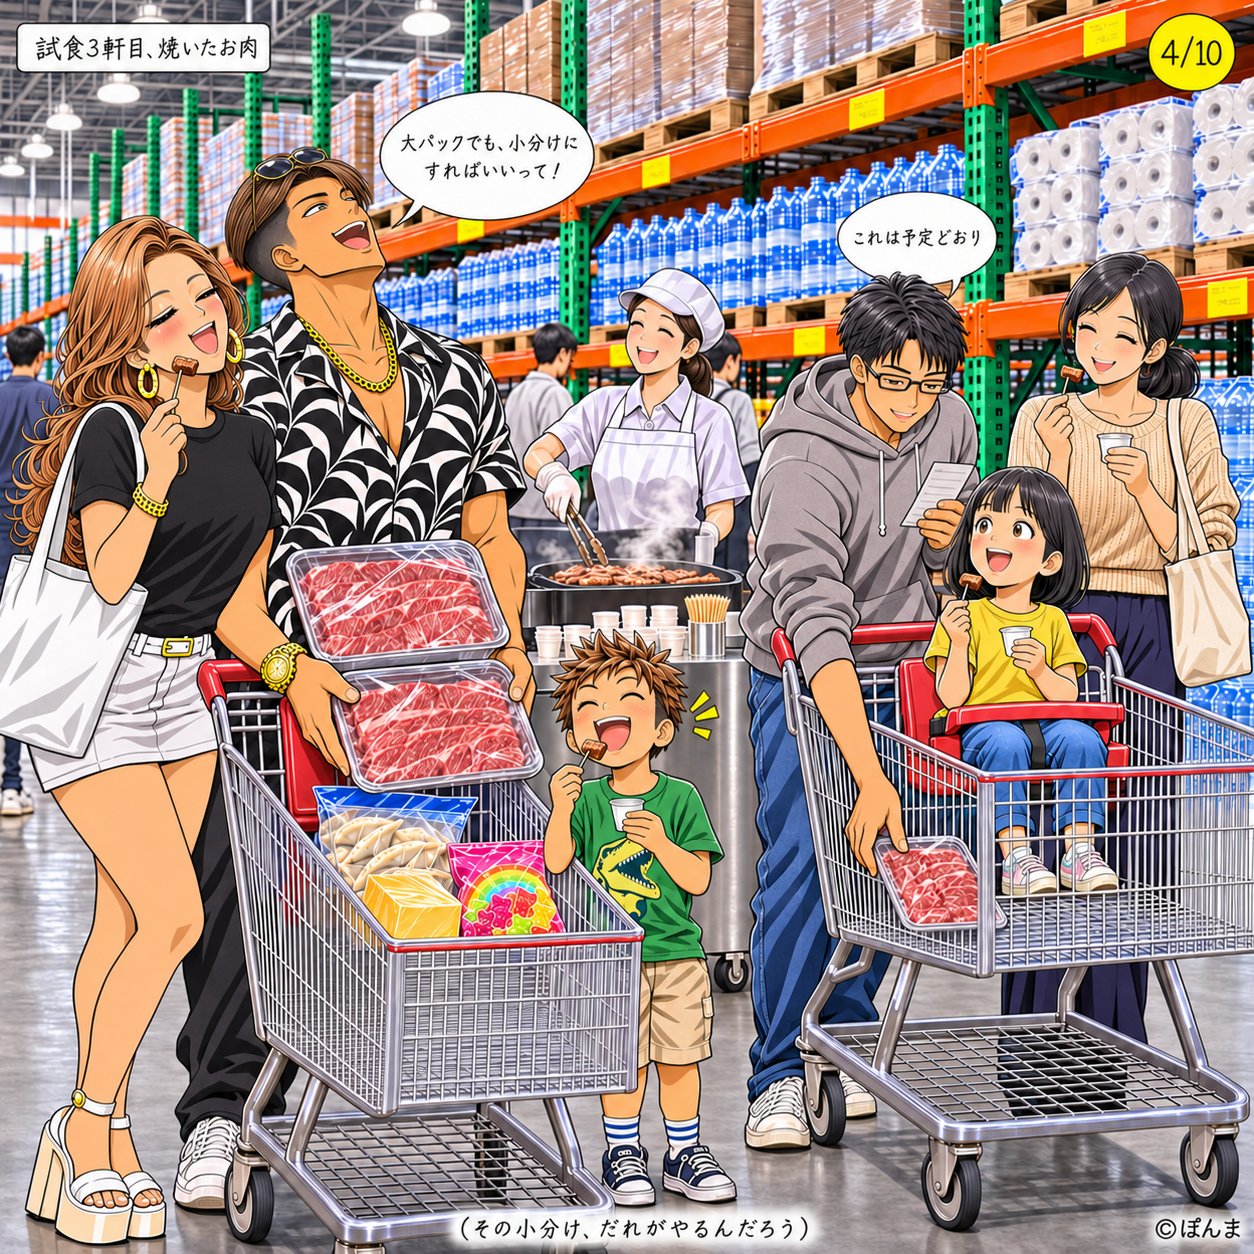 試食3軒目、焼いたお肉
4/10
大パックでも、小分けに
すればいいって!
これは予定どおり
(その小分け、だれがやるんだろう)
©ぽんま